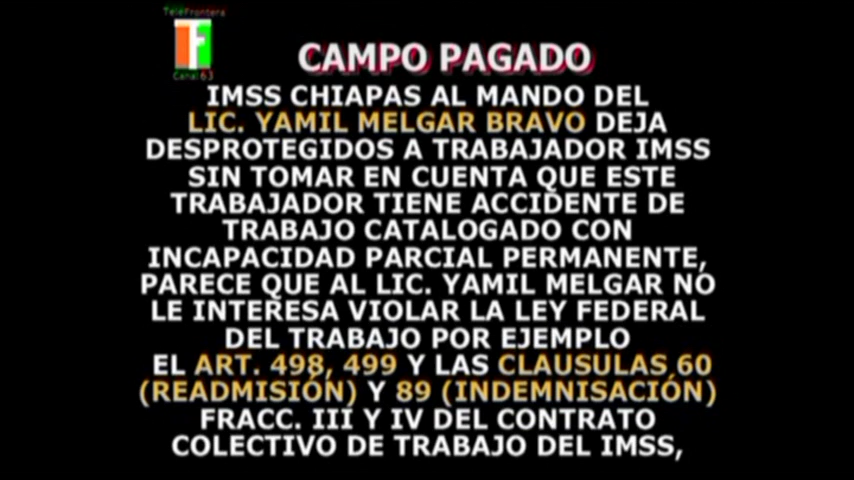 TeleFrontera
TF
Canal 63
CAMPO PAGADO
IMSS CHIAPAS AL MANDO DEL
LIC. YAMIL MELGAR BRAVO DEJA
DESPROTEGIDOS A TRABAJADOR IMSS
SIN TOMAR EN CUENTA QUE ESTE
TRABAJADOR TIENE ACCIDENTE DE
TRABAJO CATALOGADO CON
INCAPACIDAD PARCIAL PERMANENTE,
PARECE QUE AL LIC. YAMIL MELGAR NO
LE INTERESA VIOLAR LA LEY FEDERAL
DEL TRABAJO POR EJEMPLO
EL ART. 498, 499 Y LAS CLAUSULAS 60
(READMISIÓN) Y 89 (INDEMNISACIÓN)
FRACC. III Y IV DEL CONTRATO
COLECTIVO DE TRABAJO DEL IMSS,